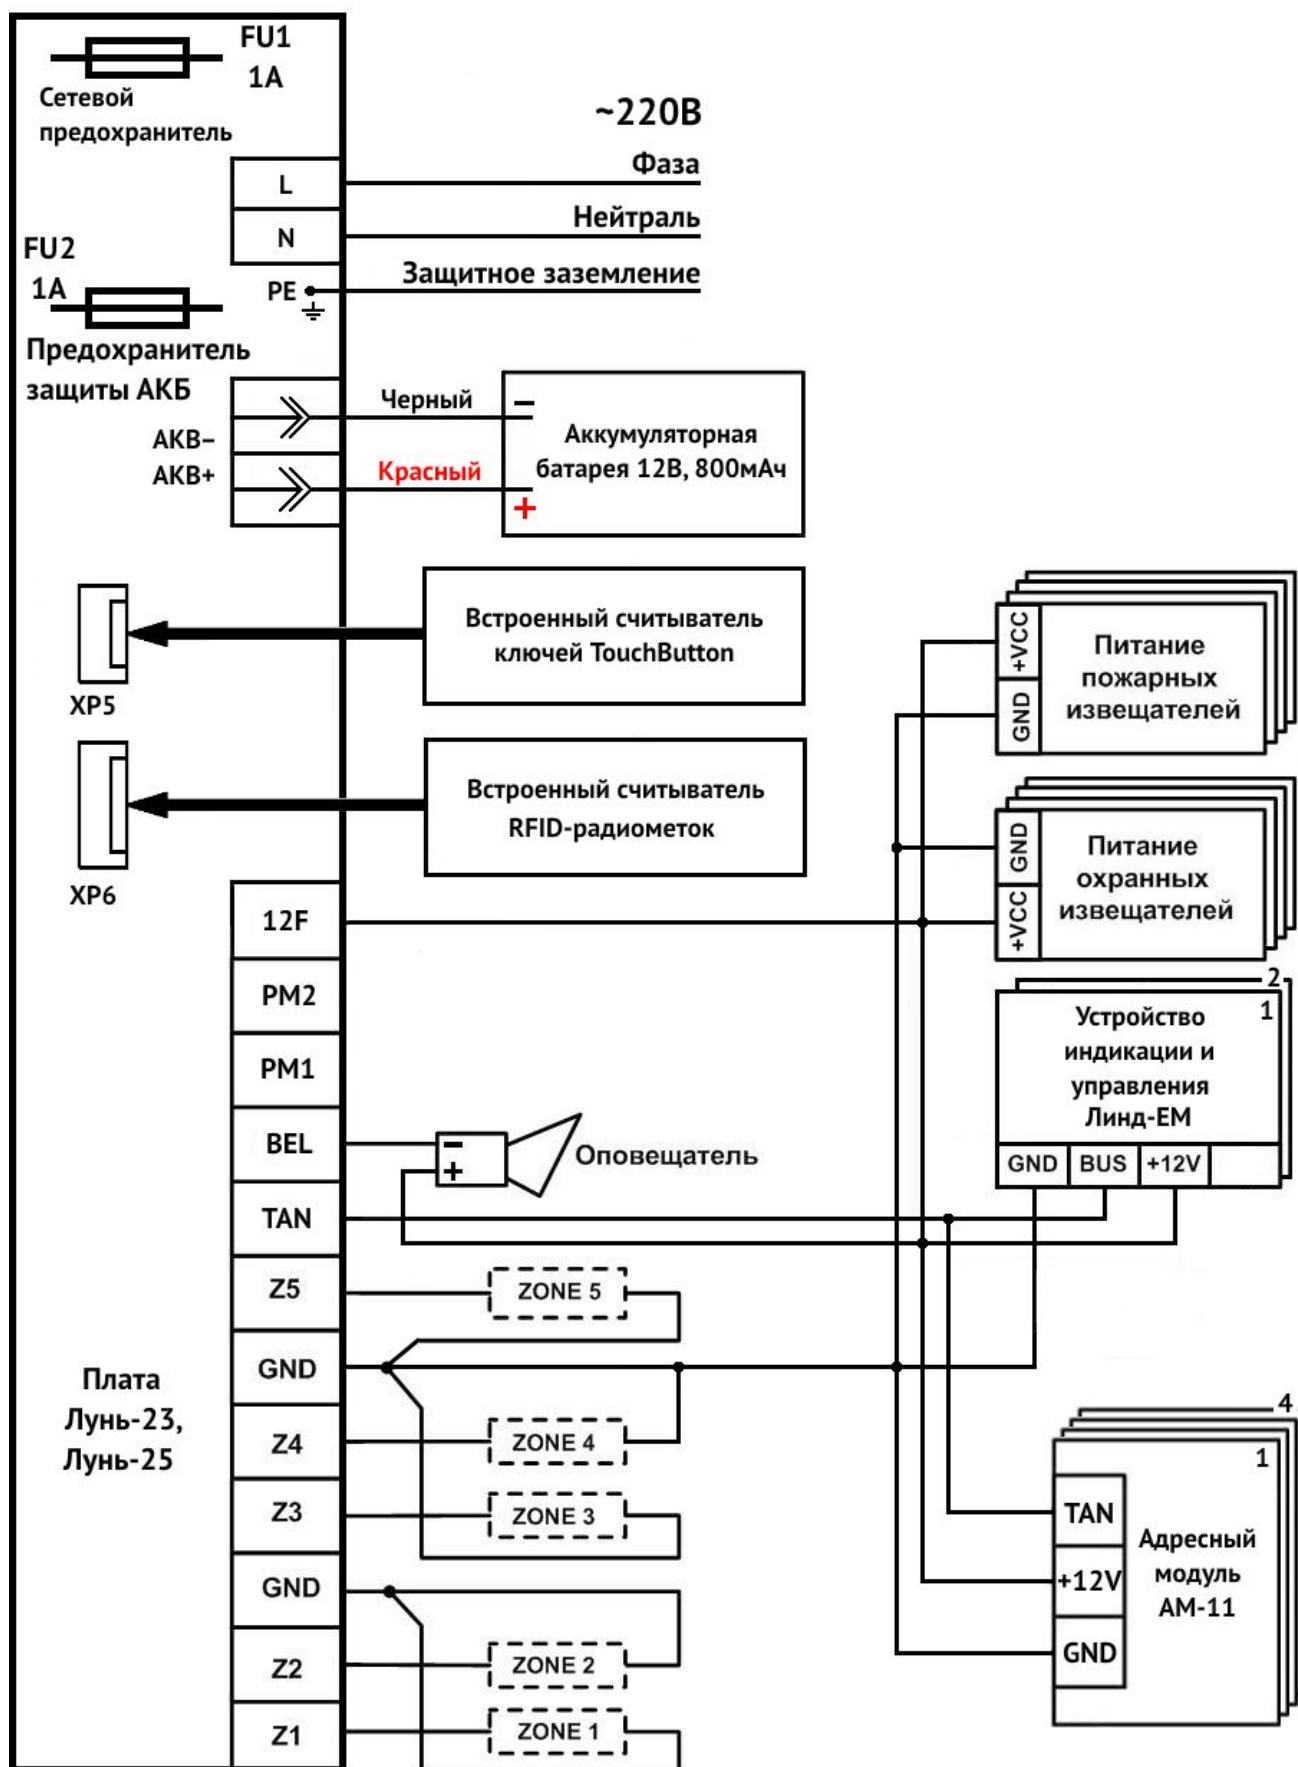 FU1
1А
Сетевой
предохранитель
~220В
Фаза
L
Нейтраль
N
FU2
1А
Защитное заземление
PE
Предохранитель
защиты АКБ
Черный
–
АКВ–
АКВ+
Красный
+
Аккумуляторная
батарея 12В, 800мАч
XP5
Встроенный считыватель
ключей TouchButton
XP6
Встроенный считыватель
RFID-радиометок
+VCC
GND
Питание
пожарных
извещателей
GND
+VCC
Питание
охранных
извещателей
12F
PM2
PM1
BEL
TAN
Z5
GND
Z4
Z3
GND
Z2
Z1
2
1
Устройство
индикации и
управления
Линд-ЕМ
GND BUS +12V
–
+
Оповещатель
ZONE 5
ZONE 4
ZONE 3
ZONE 2
ZONE 1
Плата
Лунь-23,
Лунь-25
4
1
TAN
+12V
GND
Адресный
модуль
АМ-11